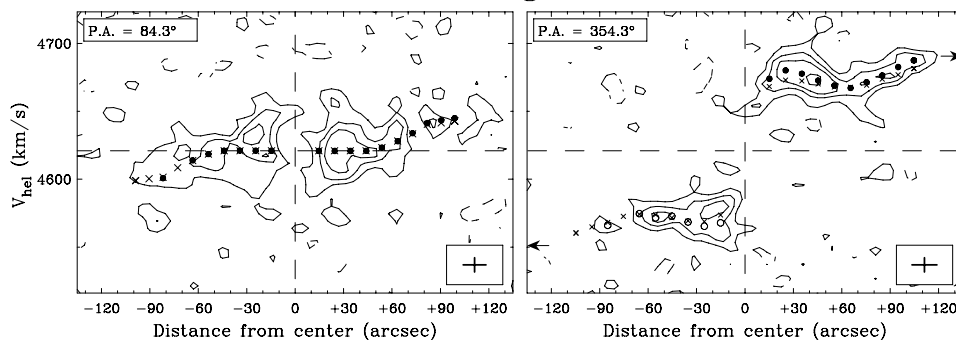 P.A. = 84.3°
P.A. = 354.3°
4700
4600
V_hel (km/s)
−120 −90 −60 −30 0 +30 +60 +90 +120
−120 −90 −60 −30 0 +30 +60 +90 +120
Distance from center (arcsec)
Distance from center (arcsec)